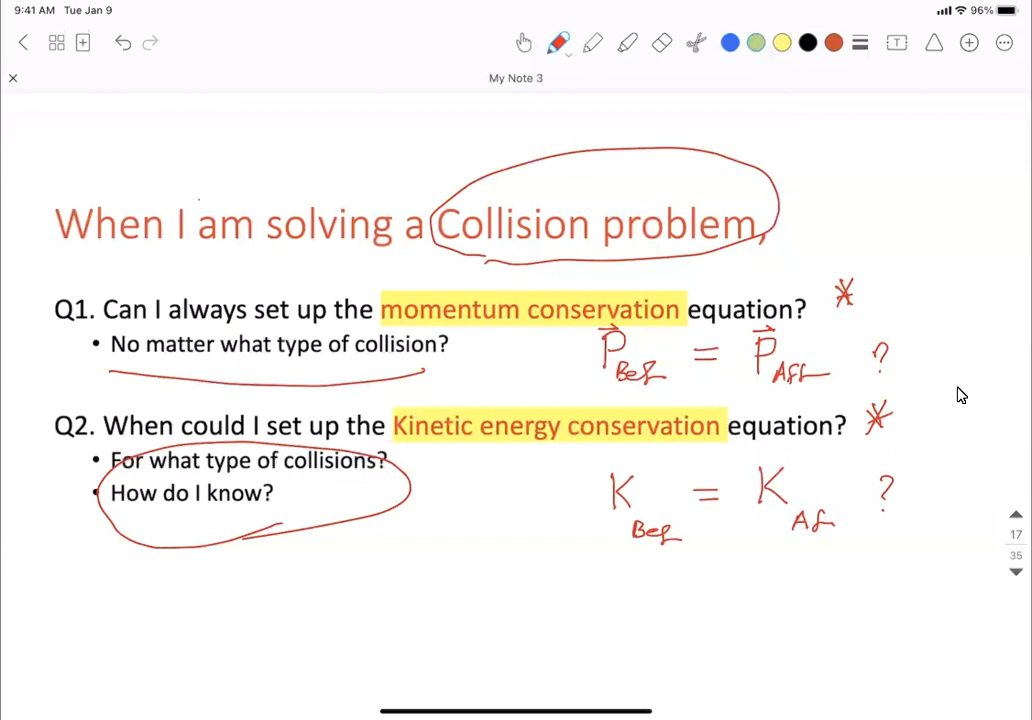 9:41 AM Tue Jan 9
96%
My Note 3
When I am solving a Collision problem,
Q1. Can I always set up the momentum conservation equation? *
• No matter what type of collision?
P⃗ Bef = P⃗ Aft ?
Q2. When could I set up the Kinetic energy conservation equation? *
• For what type of collisions?
• How do I know?
K Bef = K Af ?
17
35